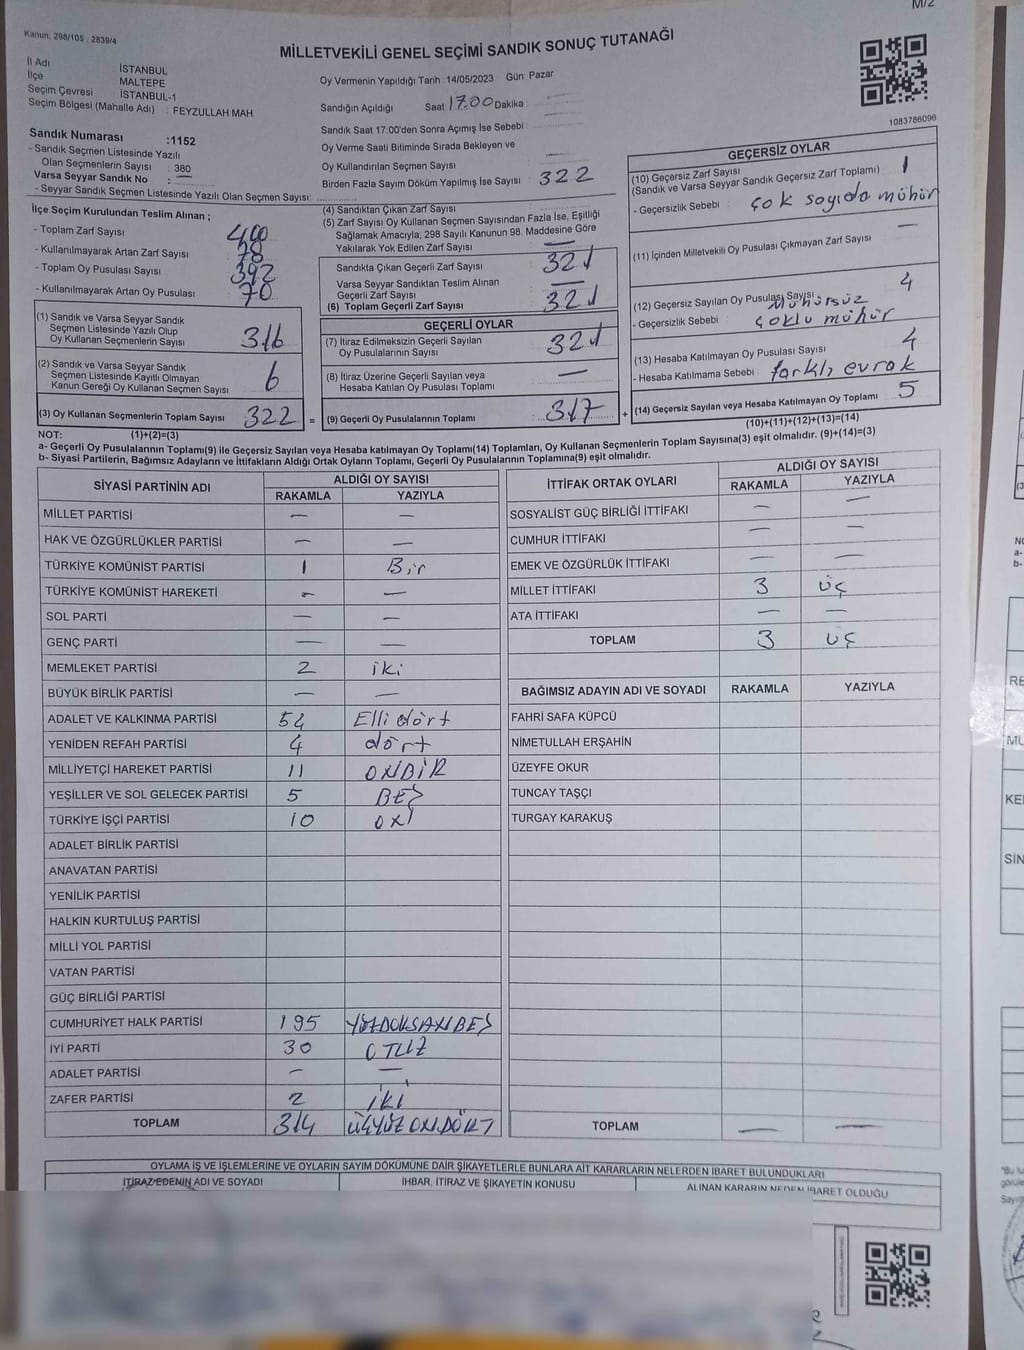 M/2
Kanun: 298/105 , 2839/4
MİLLETVEKİLİ GENEL SEÇİMİ SANDIK SONUÇ TUTANAĞI
İl Adı : İSTANBUL
İlçe : MALTEPE
Seçim Çevresi : İSTANBUL-1
Seçim Bölgesi (Mahalle Adı) : FEYZULLAH MAH.
Sandık Numarası :1152
- Sandık Seçmen Listesinde Yazılı
Olan Seçmenlerin Sayısı : 380
Varsa Seyyar Sandık No : —
- Seyyar Sandık Seçmen Listesinde Yazılı Olan Seçmen Sayısı:
Oy Vermenin Yapıldığı Tarih :14/05/2023 Gün: Pazar
Sandığın Açıldığı Saat: 17.00 Dakika :
Sandık Saat 17:00'den Sonra Açımış İse Sebebi :
Oy Verme Saati Bitiminde Sırada Bekleyen ve
Oy Kullandırılan Seçmen Sayısı : —
Birden Fazla Sayım Döküm Yapılmış İse Sayısı :
322
1083786096
İlçe Seçim Kurulundan Teslim Alınan ;
- Toplam Zarf Sayısı : 400
- Kullanılmayarak Artan Zarf Sayısı : 78
- Toplam Oy Pusulası Sayısı : 392
- Kullanılmayarak Artan Oy Pusulası : 70
(1) Sandık ve Varsa Seyyar Sandık
Seçmen Listesinde Yazılı Olup
Oy Kullanan Seçmenlerin Sayısı 316
(2) Sandık ve Varsa Seyyar Sandık
Seçmen Listesinde Kayıtlı Olmayan
Kanun Gereği Oy Kullanan Seçmen Sayısı 6
(3) Oy Kullanan Seçmenlerin Toplam Sayısı 322 =
(1)+(2)=(3)
(4) Sandıktan Çıkan Zarf Sayısı :
(5) Zarf Sayısı Oy Kullanan Seçmen Sayısından Fazla İse, Eşitliği
Sağlamak Amacıyla, 298 Sayılı Kanunun 98. Maddesine Göre
Yakılarak Yok Edilen Zarf Sayısı : —
Sandıkta Çıkan Geçerli Zarf Sayısı : 321
Varsa Seyyar Sandıktan Teslim Alınan
Geçerli Zarf Sayısı : —
(6) Toplam Geçerli Zarf Sayısı : 321
GEÇERLİ OYLAR
(7) İtiraz Edilmeksizin Geçerli Sayılan
Oy Pusulalarının Sayısı : 321
(8) İtiraz Üzerine Geçerli Sayılan veya
Hesaba Katılan Oy Pusulası Toplamı : —
(9) Geçerli Oy Pusulalarının Toplamı : 317 +
GEÇERSİZ OYLAR
(10) Geçersiz Zarf Sayısı : 1
(Sandık ve Varsa Seyyar Sandık Geçersiz Zarf Toplamı)
- Geçersizlik Sebebi : çok sayıda mühür
(11) İçinden Milletvekili Oy Pusulası Çıkmayan Zarf Sayısı : —
(12) Geçersiz Sayılan Oy Pusulası Sayısı : 4
mühürsüz
- Geçersizlik Sebebi : çoklu mühür
(13) Hesaba Katılmayan Oy Pusulası Sayısı : 4
- Hesaba Katılmama Sebebi : farklı evrak
(14) Geçersiz Sayılan veya Hesaba Katılmayan Oy Toplamı : 5
(10)+(11)+(12)+(13)=(14)
NOT:
a- Geçerli Oy Pusulalarının Toplamı(9) ile Geçersiz Sayılan veya Hesaba katılmayan Oy Toplamı(14) Toplamları, Oy Kullanan Seçmenlerin Toplam Sayısına(3) eşit olmalıdır. (9)+(14)=(3)
b- Siyasi Partilerin, Bağımsız Adayların ve İttifakların Aldığı Ortak Oyların Toplamı, Geçerli Oy Pusulalarının Toplamına(9) eşit olmalıdır.
SİYASİ PARTİNİN ADI ALDIĞI OY SAYISI
RAKAMLA YAZIYLA
MİLLET PARTİSİ — —
HAK VE ÖZGÜRLÜKLER PARTİSİ — —
TÜRKİYE KOMÜNİST PARTİSİ 1 Bir
TÜRKİYE KOMÜNİST HAREKETİ — —
SOL PARTİ — —
GENÇ PARTİ — —
MEMLEKET PARTİSİ 2 iki
BÜYÜK BİRLİK PARTİSİ — —
ADALET VE KALKINMA PARTİSİ 54 Elli dört
YENİDEN REFAH PARTİSİ 4 dört
MİLLİYETÇİ HAREKET PARTİSİ 11 ONBİR
YEŞİLLER VE SOL GELECEK PARTİSİ 5 BEŞ
TÜRKİYE İŞÇİ PARTİSİ 10 ON
ADALET BİRLİK PARTİSİ
ANAVATAN PARTİSİ
YENİLİK PARTİSİ
HALKIN KURTULUŞ PARTİSİ
MİLLİ YOL PARTİSİ
VATAN PARTİSİ
GÜÇ BİRLİĞİ PARTİSİ
CUMHURİYET HALK PARTİSİ 195 YÜZDOKSANBEŞ
İYİ PARTİ 30 OTUZ
ADALET PARTİSİ — —
ZAFER PARTİSİ 2 İKİ
TOPLAM 314 ÜÇYÜZONDÖRT
İTTİFAK ORTAK OYLARI ALDIĞI OY SAYISI
RAKAMLA YAZIYLA
SOSYALİST GÜÇ BİRLİĞİ İTTİFAKI — —
CUMHUR İTTİFAKI — —
EMEK VE ÖZGÜRLÜK İTTİFAKI — —
MİLLET İTTİFAKI 3 üç
ATA İTTİFAKI — —
TOPLAM 3 üç
BAĞIMSIZ ADAYIN ADI VE SOYADI RAKAMLA YAZIYLA
FAHRİ SAFA KÜPCÜ
NİMETULLAH ERŞAHİN
ÜZEYFE OKUR
TUNCAY TAŞÇI
TURGAY KARAKUŞ
TOPLAM — —
OYLAMA İŞ VE İŞLEMLERİNE VE OYLARIN SAYIM DÖKÜMÜNE DAİR ŞİKAYETLERLE BUNLARA AİT KARARLARIN NELERDEN İBARET BULUNDUKLARI
İTİRAZ EDENİN ADI VE SOYADI İHBAR, İTİRAZ VE ŞİKAYETİN KONUSU ALINAN KARARIN NEDEN İBARET OLDUĞU